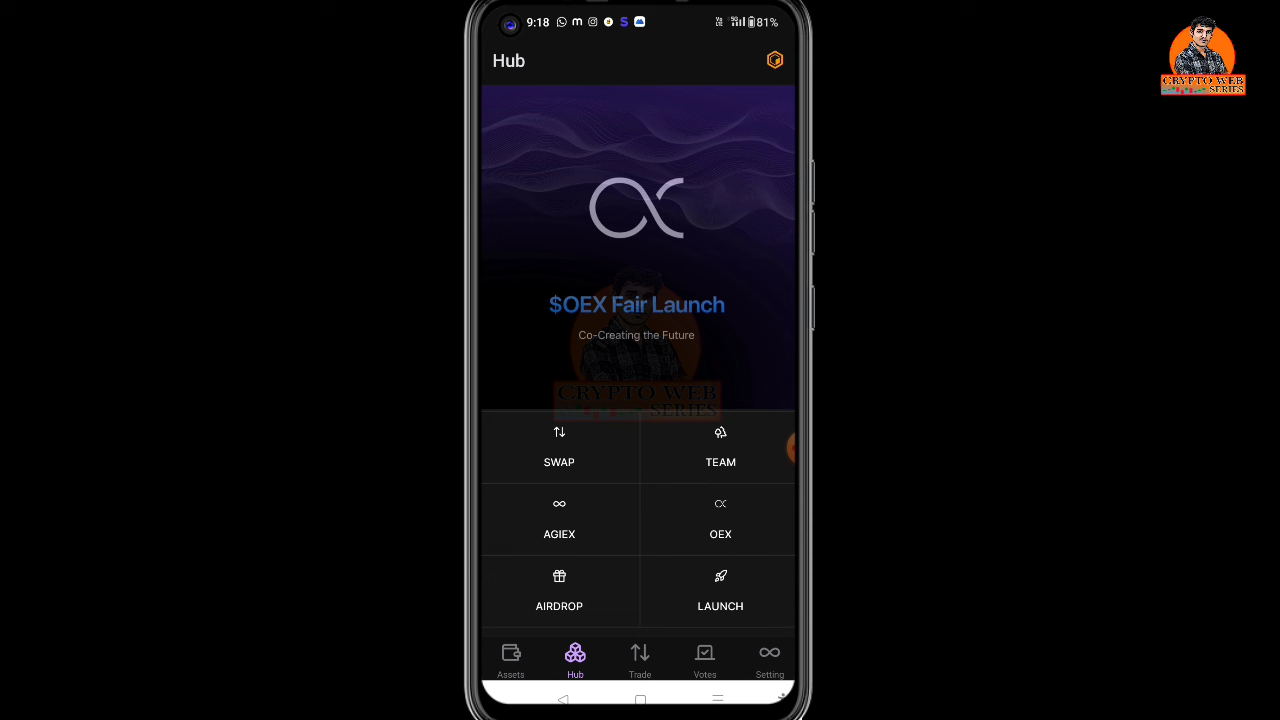 9:18
81%
CRYPTO WEB
SERIES
Hub
$OEX Fair Launch
Co-Creating the Future
CRYPTO WEB
SERIES
SWAP
TEAM
AGIEX
OEX
AIRDROP
LAUNCH
Assets
Hub
Trade
Votes
Setting